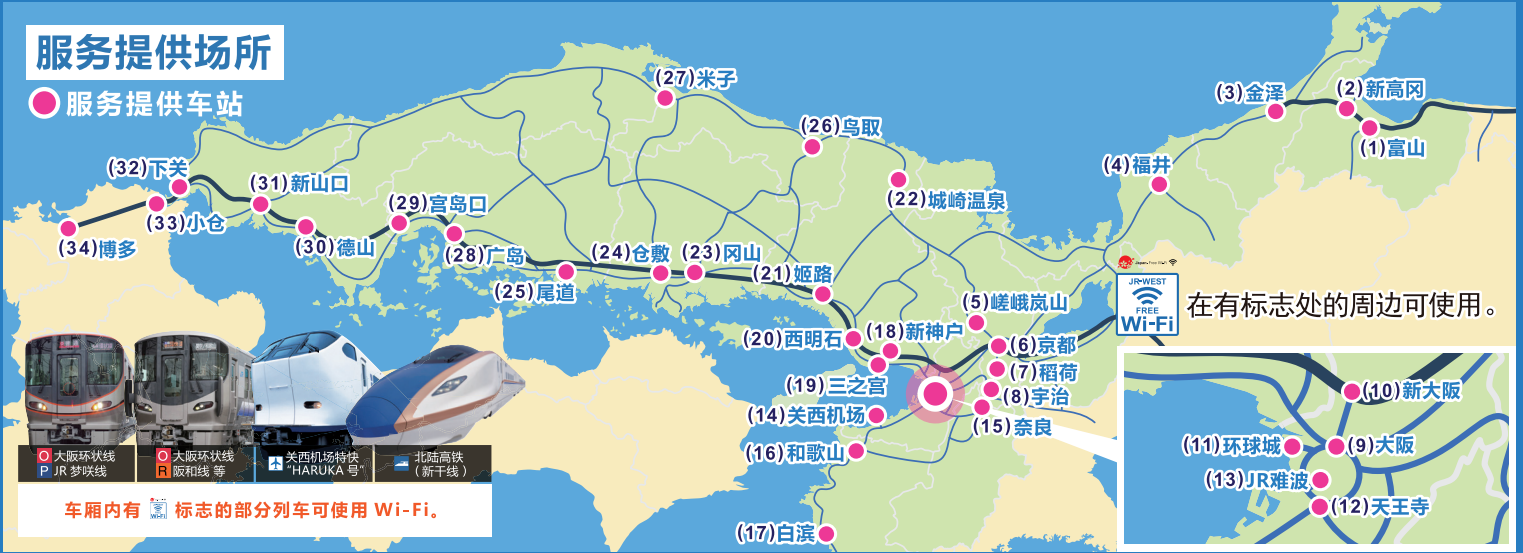 服务提供场所
服务提供车站
(1)富山
(2)新高冈
(3)金泽
(4)福井
(5)嵯峨岚山
(6)京都
(7)稻荷
(8)宇治
(9)大阪
(10)新大阪
(11)环球城
(12)天王寺
(13)JR难波
(14)关西机场
(15)奈良
(16)和歌山
(17)白滨
(18)新神户
(19)三之宫
(20)西明石
(21)姬路
(22)城崎温泉
(23)冈山
(24)仓敷
(25)尾道
(26)鸟取
(27)米子
(28)广岛
(29)宫岛口
(30)德山
(31)新山口
(32)下关
(33)小仓
(34)博多
Japan. Free Wi-Fi
JR-WEST
FREE
Wi-Fi
在有标志处的周边可使用。
O 大阪环状线
P JR 梦咲线
O 大阪环状线
R 阪和线 等
关西机场特快
“HARUKA 号”
北陆高铁
（新干线）
车厢内有 Wi-Fi 标志的部分列车可使用 Wi-Fi。